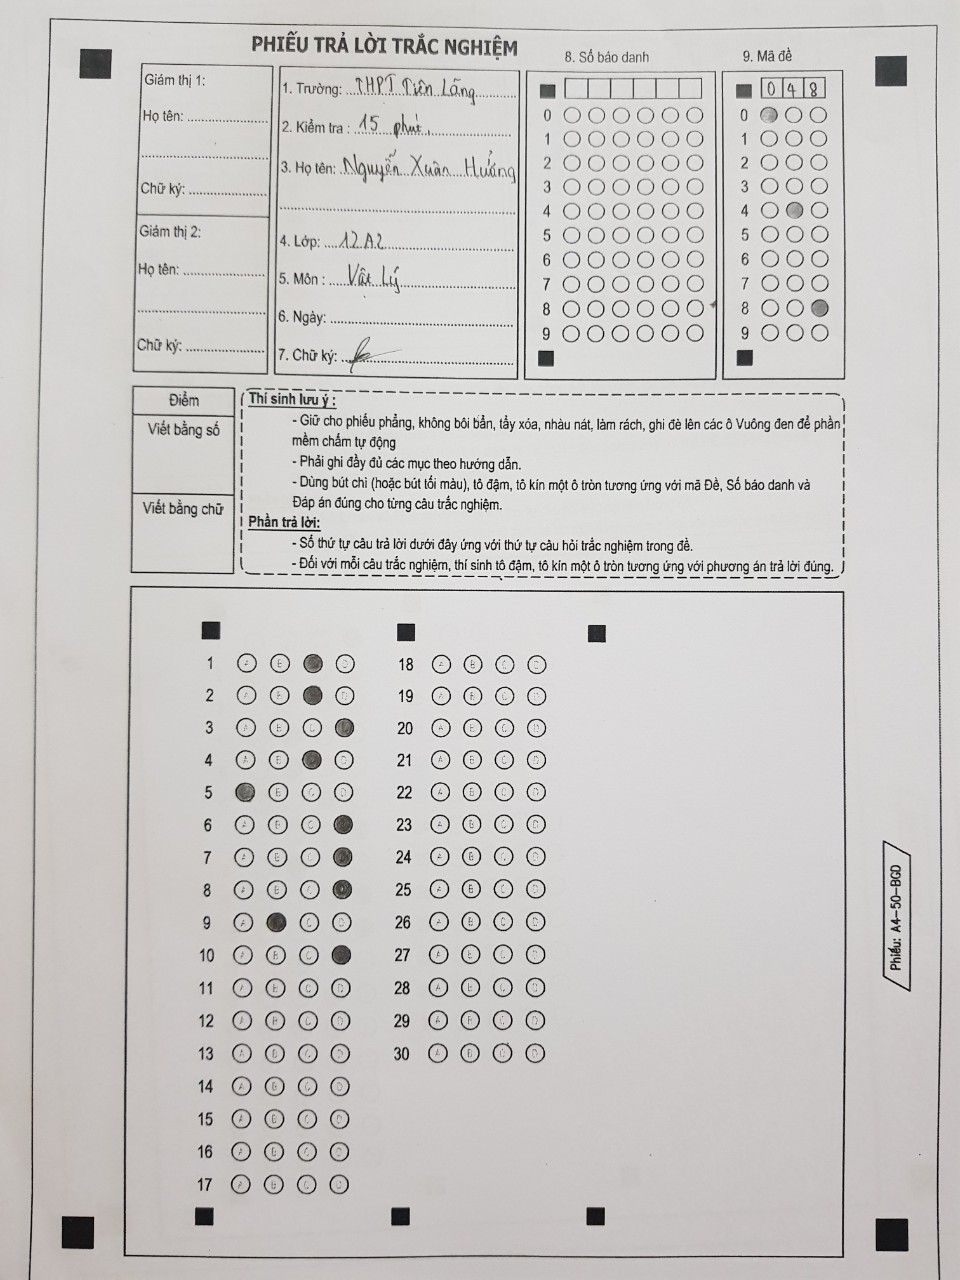 PHIẾU TRẢ LỜI TRẮC NGHIỆM
Giám thị 1:
Họ tên: ..........................
..........................
Chữ ký: ..........................
Giám thị 2:
Họ tên: ..........................
..........................
Chữ ký: ..........................
1. Trường: THPT Tiên Lãng
2. Kiểm tra : 15 phút.
3. Họ tên: Nguyễn Xuân Hưởng
4. Lớp: 12A2
5. Môn : Vật Lý
6. Ngày:
7. Chữ ký:
8. Số báo danh
0
1
2
3
4
5
6
7
8
9
9. Mã đề
0 4 8
0
1
2
3
4
5
6
7
8
9
Điểm
Viết bằng số
Viết bằng chữ
Thí sinh lưu ý :
- Giữ cho phiếu phẳng, không bôi bẩn, tẩy xóa, nhàu nát, làm rách, ghi đè lên các ô Vuông đen để phần
mềm chấm tự động
- Phải ghi đầy đủ các mục theo hướng dẫn.
- Dùng bút chì (hoặc bút tối màu), tô đậm, tô kín một ô tròn tương ứng với mã Đề, Số báo danh và
Đáp án đúng cho từng câu trắc nghiệm.
Phần trả lời:
- Số thứ tự câu trả lời dưới đây ứng với thứ tự câu hỏi trắc nghiệm trong đề.
- Đối với mỗi câu trắc nghiệm, thí sinh tô đậm, tô kín một ô tròn tương ứng với phương án trả lời đúng.
1 A B D
2 A B D
3 A B C
4 A B D
5 B C D
6 A B C
7 A B C
8 A B C
9 A C D
10 A B C
11 A B C D
12 A B C D
13 A B C D
14 A B C D
15 A B C D
16 A B C D
17 A B C D
18 A B C D
19 A B C D
20 A B C D
21 A B C D
22 A B C D
23 A B C D
24 A B C D
25 A B C D
26 A B C D
27 A B C D
28 A B C D
29 A B C D
30 A B C D
Phiếu: A4-50-BGD